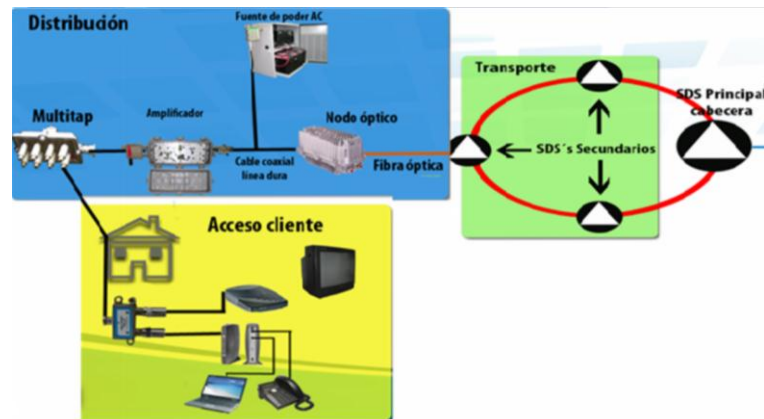 Distribución
Fuente de poder AC
Multitap
Amplificador
Nodo óptico
Cable coaxial
línea dura
Fibra óptica
Transporte
SDS Principal
cabecera
SDS´s Secundarios
Acceso cliente